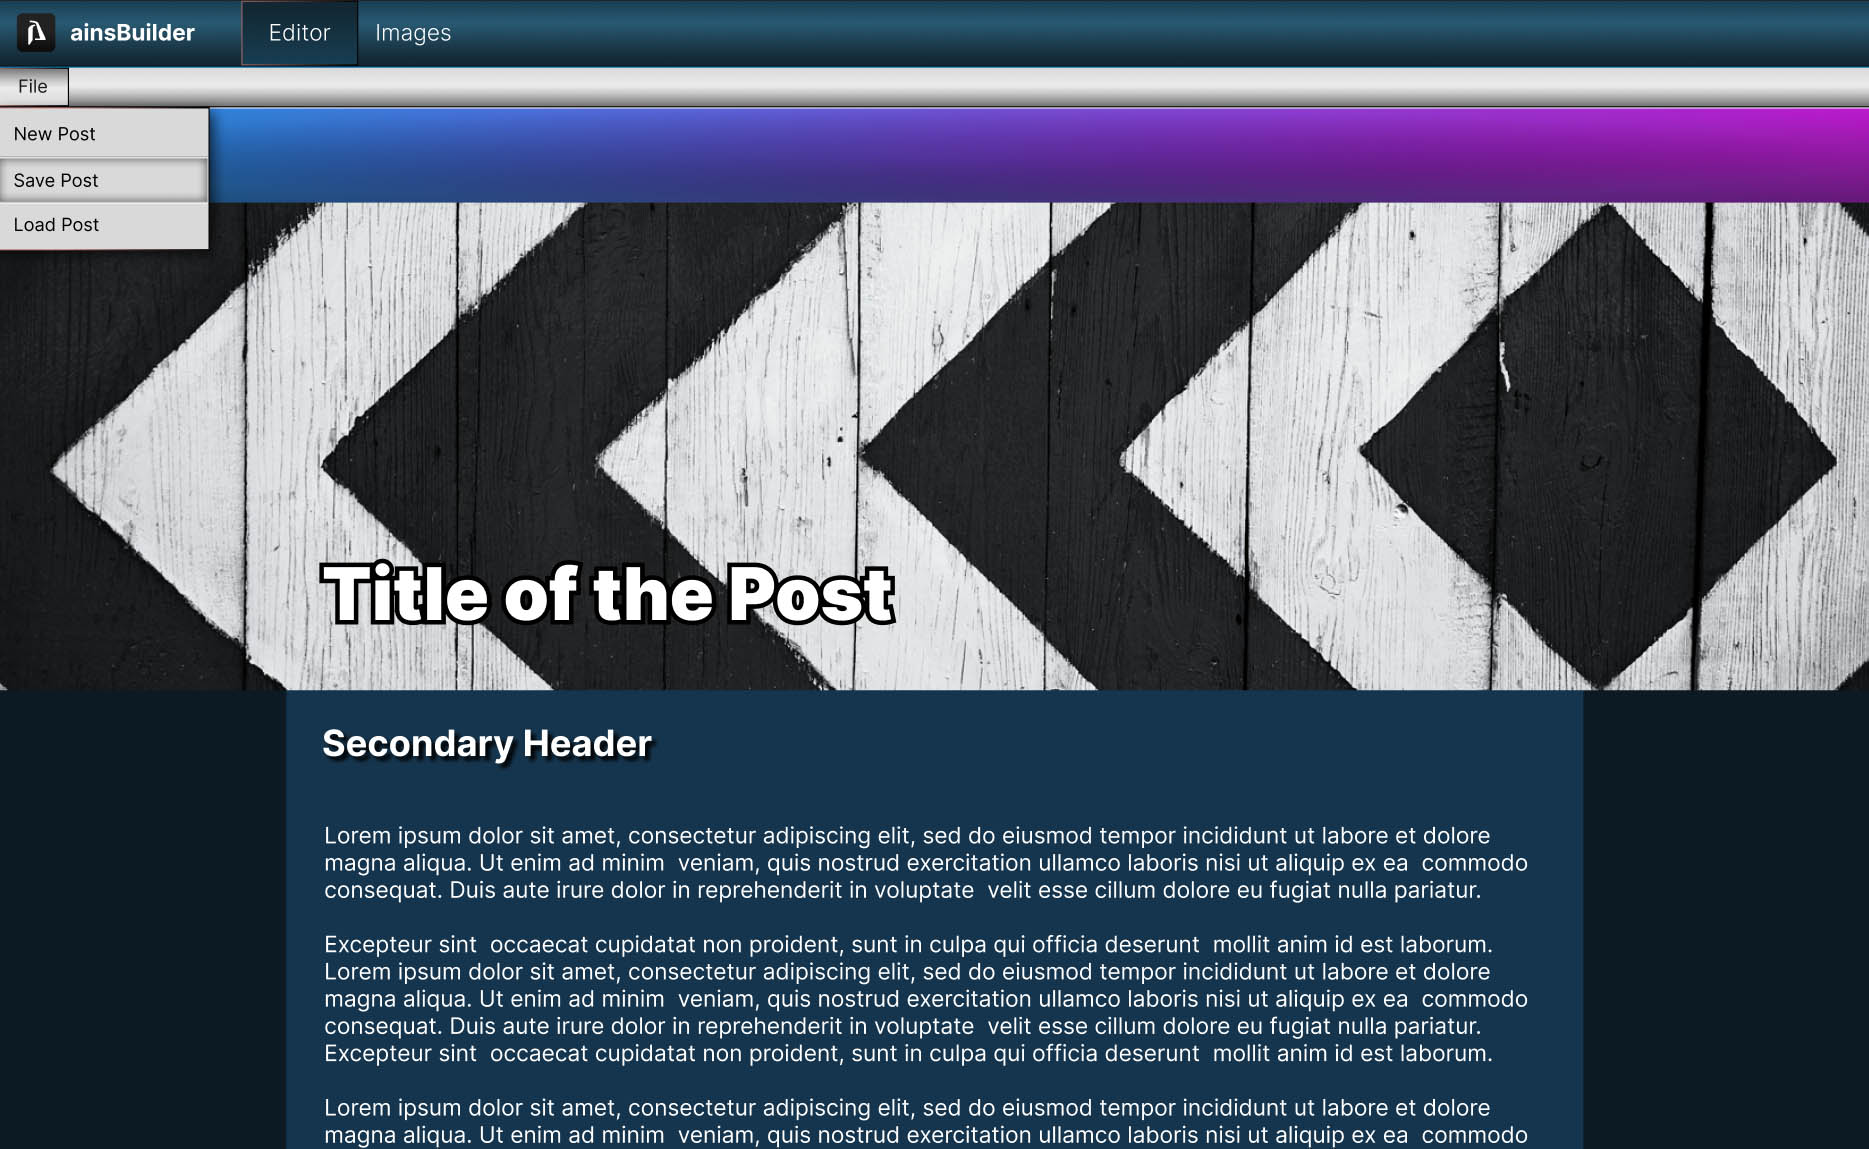 ainsBuilder
Editor
Images
File
New Post
Save Post
Load Post
Title of the Post
Secondary Header
Lorem ipsum dolor sit amet, consectetur adipiscing elit, sed do eiusmod tempor incididunt ut labore et dolore
magna aliqua. Ut enim ad minim  veniam, quis nostrud exercitation ullamco laboris nisi ut aliquip ex ea  commodo
consequat. Duis aute irure dolor in reprehenderit in voluptate  velit esse cillum dolore eu fugiat nulla pariatur.
Excepteur sint  occaecat cupidatat non proident, sunt in culpa qui officia deserunt  mollit anim id est laborum.
Lorem ipsum dolor sit amet, consectetur adipiscing elit, sed do eiusmod tempor incididunt ut labore et dolore
magna aliqua. Ut enim ad minim  veniam, quis nostrud exercitation ullamco laboris nisi ut aliquip ex ea  commodo
consequat. Duis aute irure dolor in reprehenderit in voluptate  velit esse cillum dolore eu fugiat nulla pariatur.
Excepteur sint  occaecat cupidatat non proident, sunt in culpa qui officia deserunt  mollit anim id est laborum.
Lorem ipsum dolor sit amet, consectetur adipiscing elit, sed do eiusmod tempor incididunt ut labore et dolore
magna aliqua. Ut enim ad minim  veniam, quis nostrud exercitation ullamco laboris nisi ut aliquip ex ea  commodo